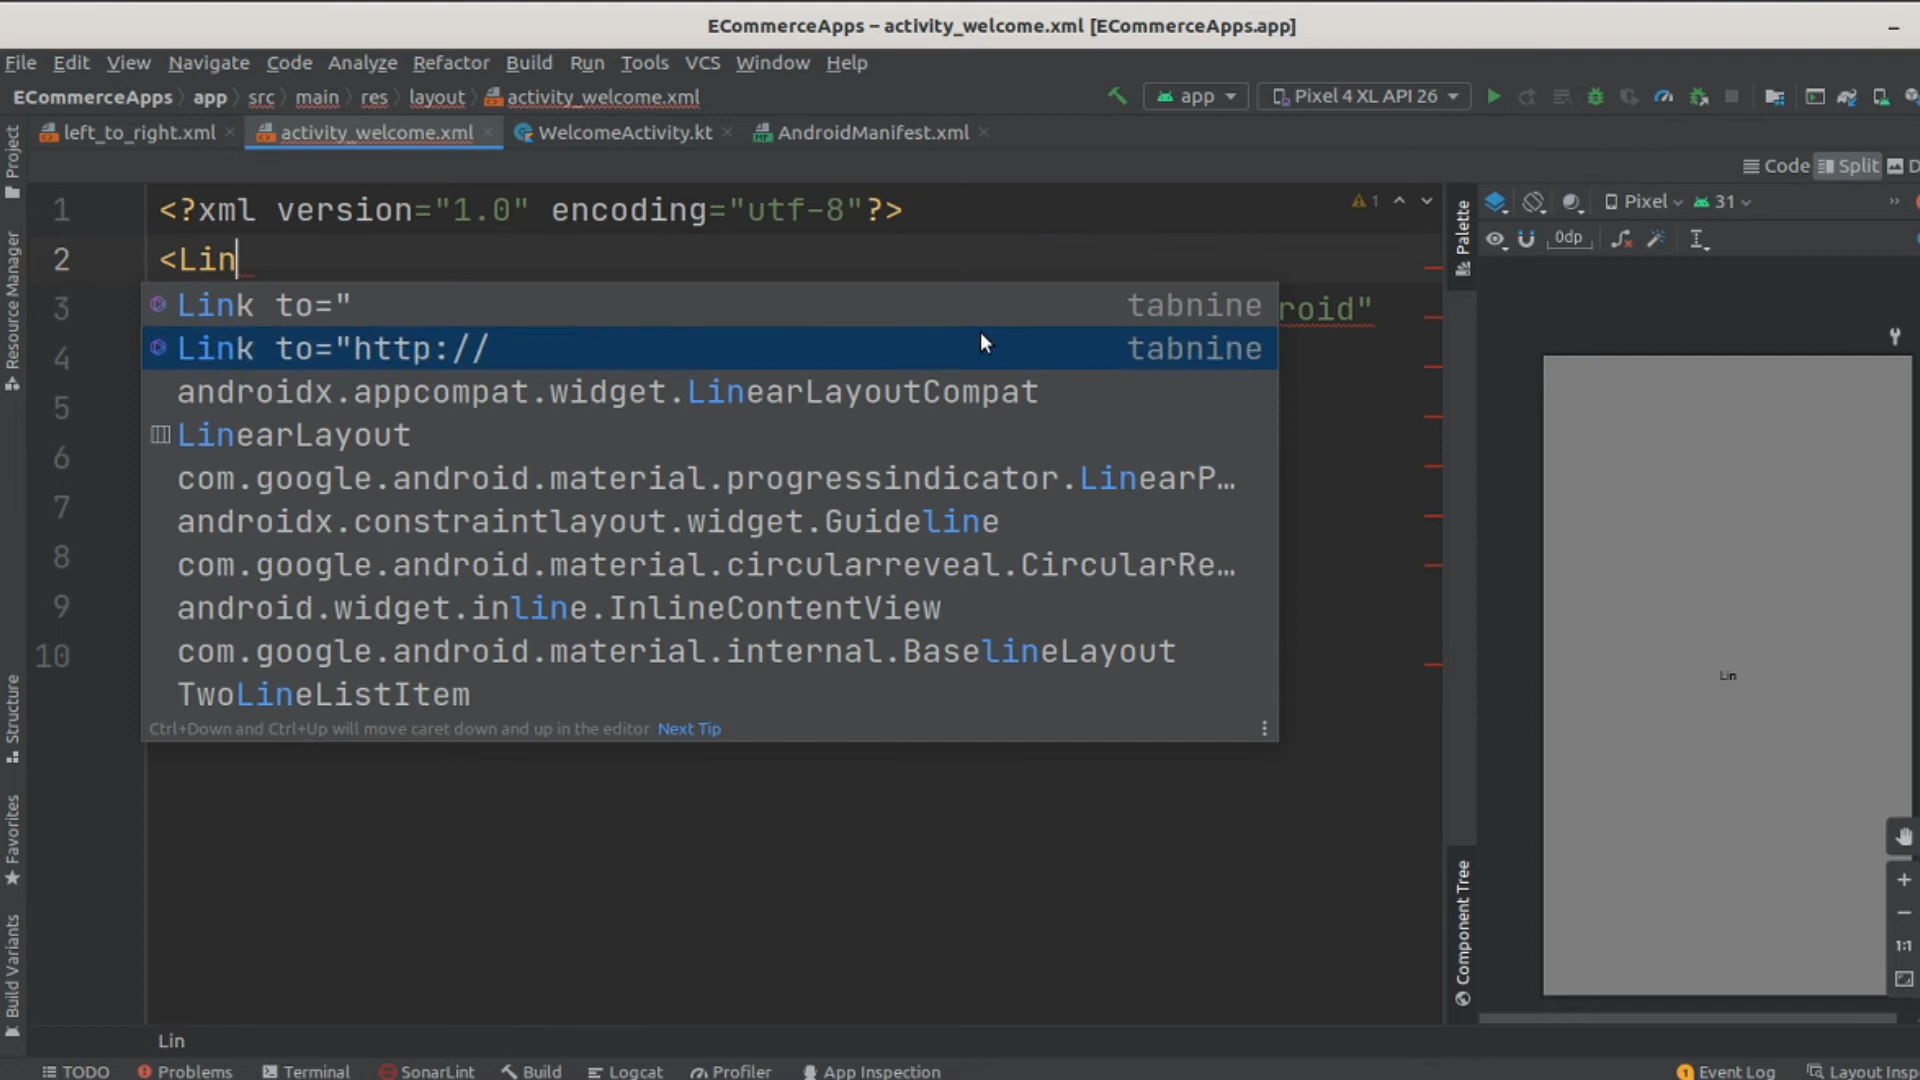 ECommerceApps – activity_welcome.xml [ECommerceApps.app]
File Edit View Navigate Code Analyze Refactor Build Run Tools VCS Window Help
ECommerceApps app src main res layout activity_welcome.xml app Pixel 4 XL API 26
left_to_right.xml activity_welcome.xml WelcomeActivity.kt AndroidManifest.xml
Code Split D
1 <?xml version="1.0" encoding="utf-8"?> 1
Pixel 31
0dp
2 <Lin
3 roid"
4
5
6
7
8
9
10
Link to=" tabnine
Link to="http:// tabnine
androidx.appcompat.widget.LinearLayoutCompat
LinearLayout
com.google.android.material.progressindicator.LinearP…
androidx.constraintlayout.widget.Guideline
com.google.android.material.circularreveal.CircularRe…
android.widget.inline.InlineContentView
com.google.android.material.internal.BaselineLayout
TwoLineListItem
Ctrl+Down and Ctrl+Up will move caret down and up in the editor Next Tip
Project
Resource Manager
Structure
Favorites
Build Variants
Palette
Component Tree
Lin
1:1
Lin
TODO Problems Terminal SonarLint Build Logcat Profiler App Inspection 1 Event Log Layout Insp